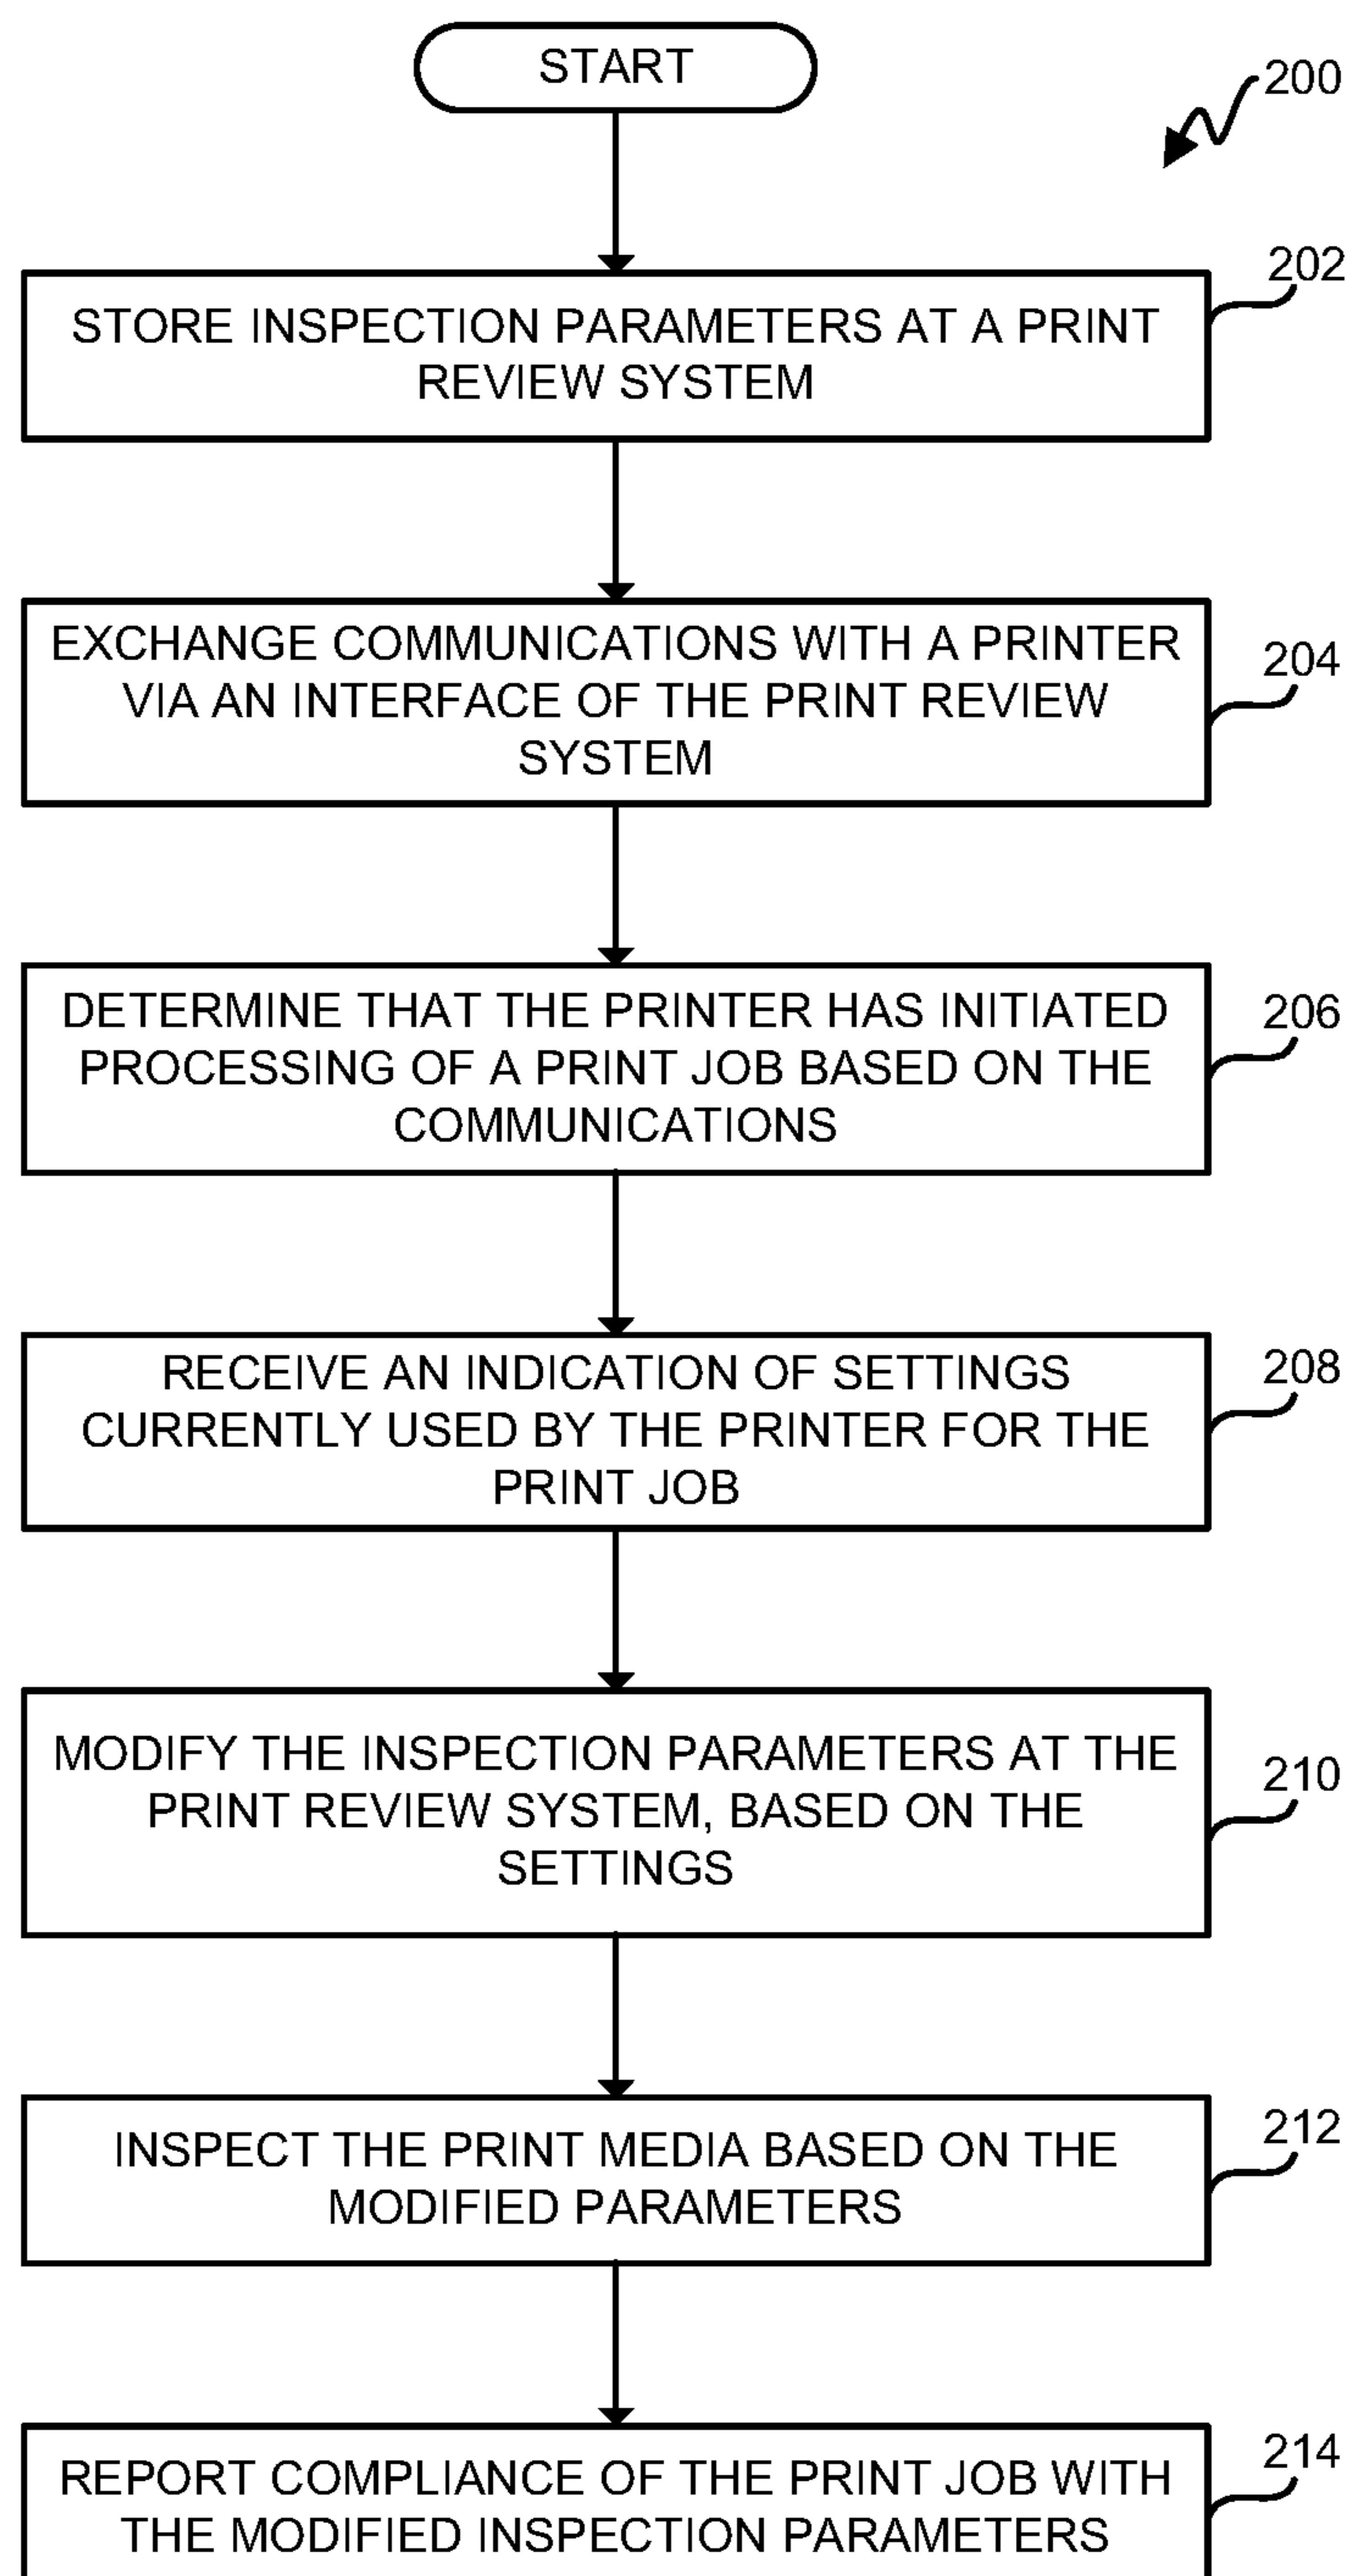 START
200
202
STORE INSPECTION PARAMETERS AT A PRINT
REVIEW SYSTEM
EXCHANGE COMMUNICATIONS WITH A PRINTER
VIA AN INTERFACE OF THE PRINT REVIEW
SYSTEM
204
DETERMINE THAT THE PRINTER HAS INITIATED
PROCESSING OF A PRINT JOB BASED ON THE
COMMUNICATIONS
206
RECEIVE AN INDICATION OF SETTINGS
CURRENTLY USED BY THE PRINTER FOR THE
PRINT JOB
208
MODIFY THE INSPECTION PARAMETERS AT THE
PRINT REVIEW SYSTEM, BASED ON THE
SETTINGS
210
INSPECT THE PRINT MEDIA BASED ON THE
MODIFIED PARAMETERS
212
REPORT COMPLIANCE OF THE PRINT JOB WITH
THE MODIFIED INSPECTION PARAMETERS
214